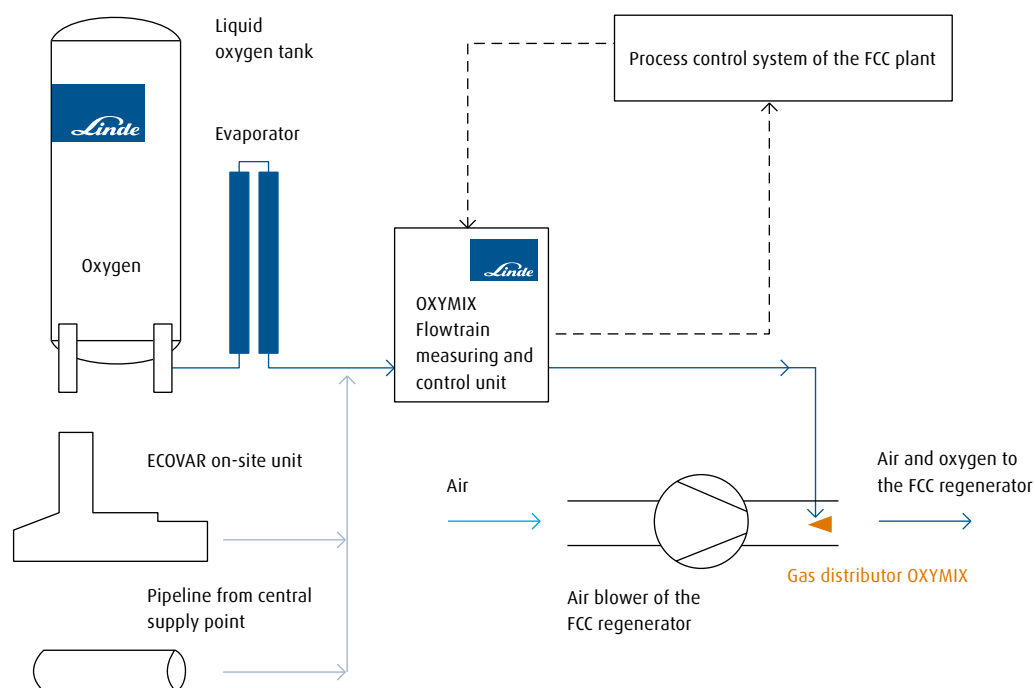 Liquid
oxygen tank
Process control system of the FCC plant
Linde
Evaporator
Oxygen
Linde
OXYMIX
Flowtrain
measuring and
control unit
ECOVAR on-site unit
Air
Air and oxygen to
the FCC regenerator
Gas distributor OXYMIX
Pipeline from central
supply point
Air blower of the
FCC regenerator